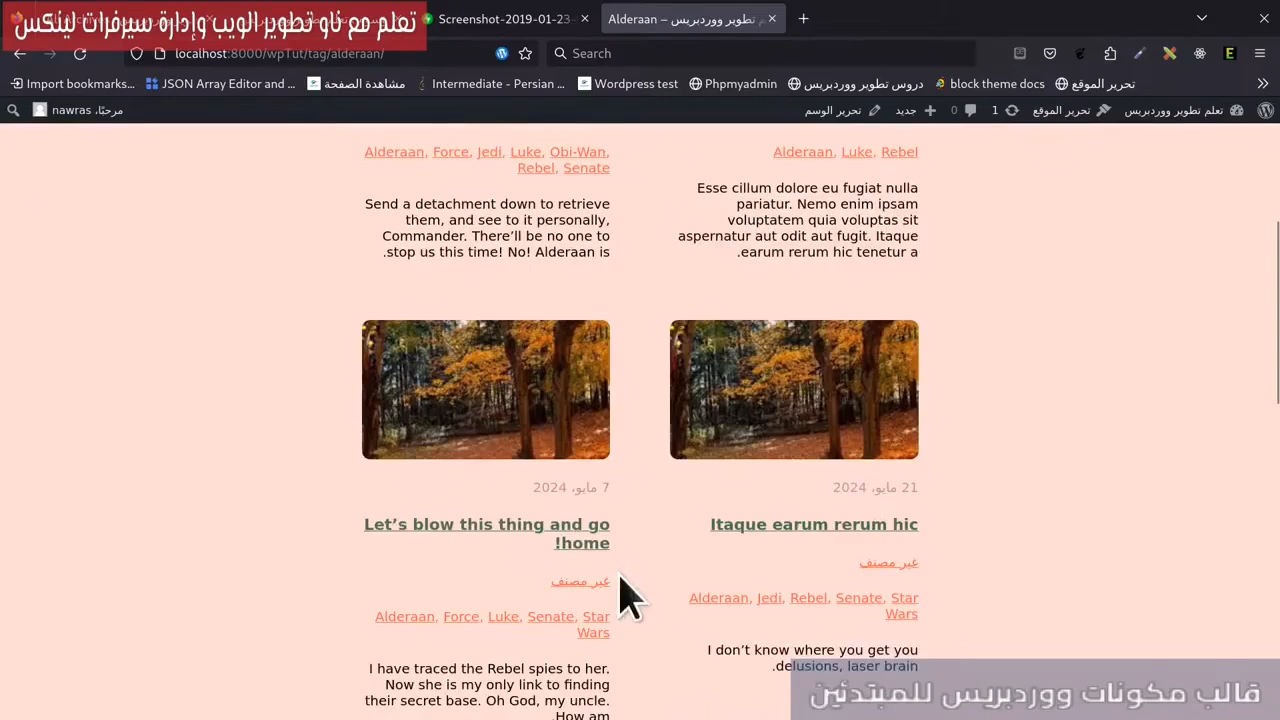 تعلم مع ناو تطوير الويب وإدارة سيرفرات لينكس
Screenshot-2019-01-23-
Alderaan – تطوير ووردبريس
localhost:8000/wpTut/tag/alderaan/
Search
Import bookmarks...
JSON Array Editor and ...
مشاهدة الصفحة
Intermediate - Persian ...
Wordpress test
Phpmyadmin
دروس تطوير ووردبريس
block theme docs
تحرير الموقع
تعلم تطوير ووردبريس
1
تحرير الموقع
0
جديد
تحرير الوسم
مرحبًا، nawras
Alderaan, Luke, Rebel
Esse cillum dolore eu fugiat nulla
pariatur. Nemo enim ipsam
voluptatem quia voluptas sit
aspernatur aut odit aut fugit. Itaque
earum rerum hic tenetur a.
Alderaan, Force, Jedi, Luke, Obi-Wan,
Rebel, Senate
Send a detachment down to retrieve
them, and see to it personally,
Commander. There’ll be no one to
stop us this time! No! Alderaan is.
21 مايو، 2024
Itaque earum rerum hic
غير مصنف
Alderaan, Jedi, Rebel, Senate, Star
Wars
I don’t know where you get you
delusions, laser brain.
7 مايو، 2024
Let’s blow this thing and go
home!
غير مصنف
Alderaan, Force, Luke, Senate, Star
Wars
I have traced the Rebel spies to her.
Now she is my only link to finding
their secret base. Oh God, my uncle.
How am.
قالب مكونات ووردبريس للمبتدئين